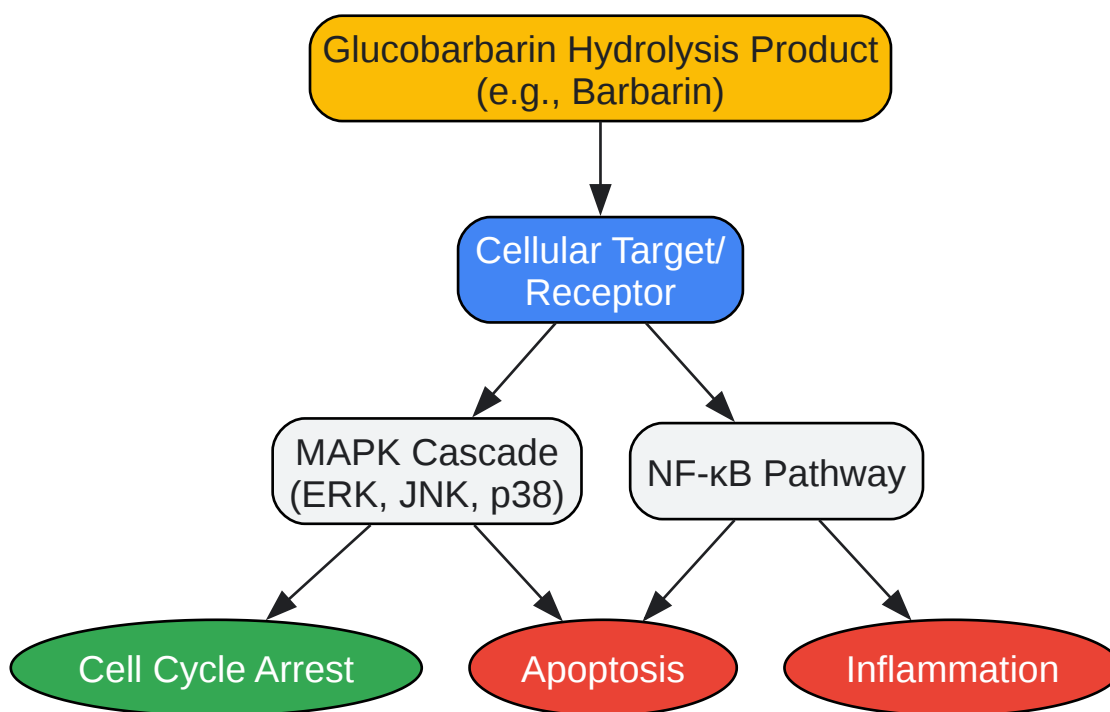 Glucobarbarin Hydrolysis Product
(e.g., Barbarin)
Cellular Target/
Receptor
MAPK Cascade
(ERK, JNK, p38)
NF-κB Pathway
Cell Cycle Arrest
Apoptosis
Inflammation